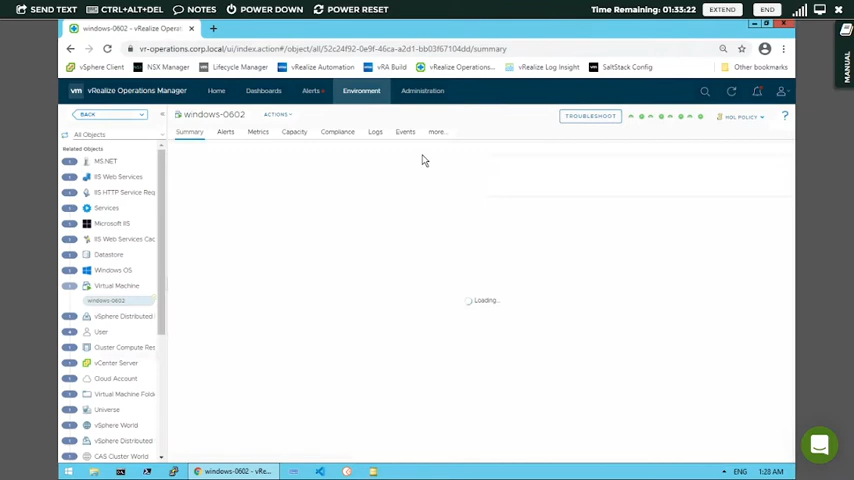 SEND TEXT CTRL+ALT+DEL NOTES POWER DOWN POWER RESET Time Remaining: 01:33:22 EXTEND END
windows-0602 - vRealize Operat
vr-operations.corp.local/ui/index.action#/object/all/52c24f92-0e9f-46ca-a2d1-bb03f67104dd/summary
vSphere Client NSX Manager Lifecycle Manager vRealize Automation vRA Build vRealize Operations... vRealize Log Insight SaltStack Config Other bookmarks
MANUAL
vm vRealize Operations Manager Home Dashboards Alerts Environment Administration
BACK
windows-0602 ACTIONS TROUBLESHOOT HOL POLICY ?
All Objects
Summary Alerts Metrics Capacity Compliance Logs Events more...
Related Objects
MS.NET
IIS Web Services
IIS HTTP Service Req
Services
Microsoft IIS
IIS Web Services Cac
Datastore
Windows OS
Virtual Machine
windows-0602
Loading...
vSphere Distributed
User
Cluster Compute Res
vCenter Server
Cloud Account
Virtual Machine Fold
Universe
vSphere World
vSphere Distributed
CAS Cluster World
windows-0602 - vRe...
ENG 1:28 AM